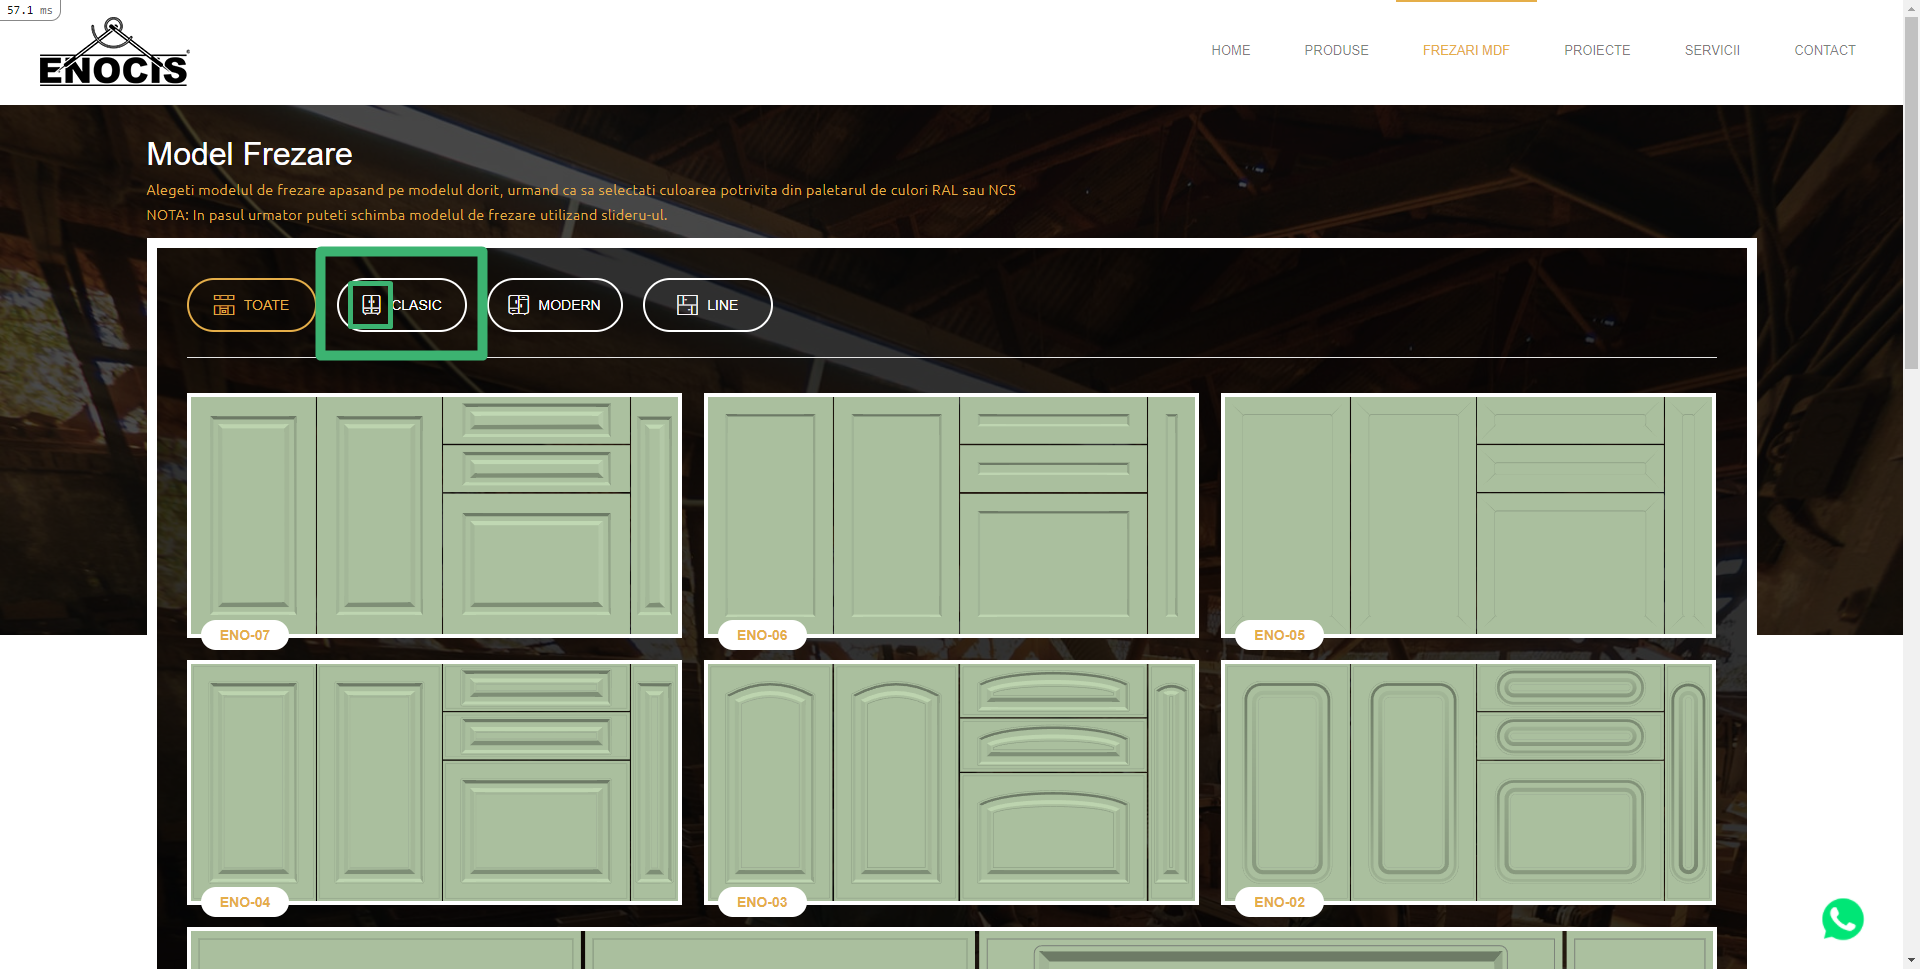 57.1 ms
ENOCIS
HOME
PRODUSE
FREZARI MDF
PROIECTE
SERVICII
CONTACT
Model Frezare
Alegeti modelul de frezare apasand pe modelul dorit, urmand ca sa selectati culoarea potrivita din paletarul de culori RAL sau NCS
NOTA: In pasul urmator puteti schimba modelul de frezare utilizand slideru-ul.
TOATE
CLASIC
MODERN
LINE
ENO-07
ENO-06
ENO-05
ENO-04
ENO-03
ENO-02